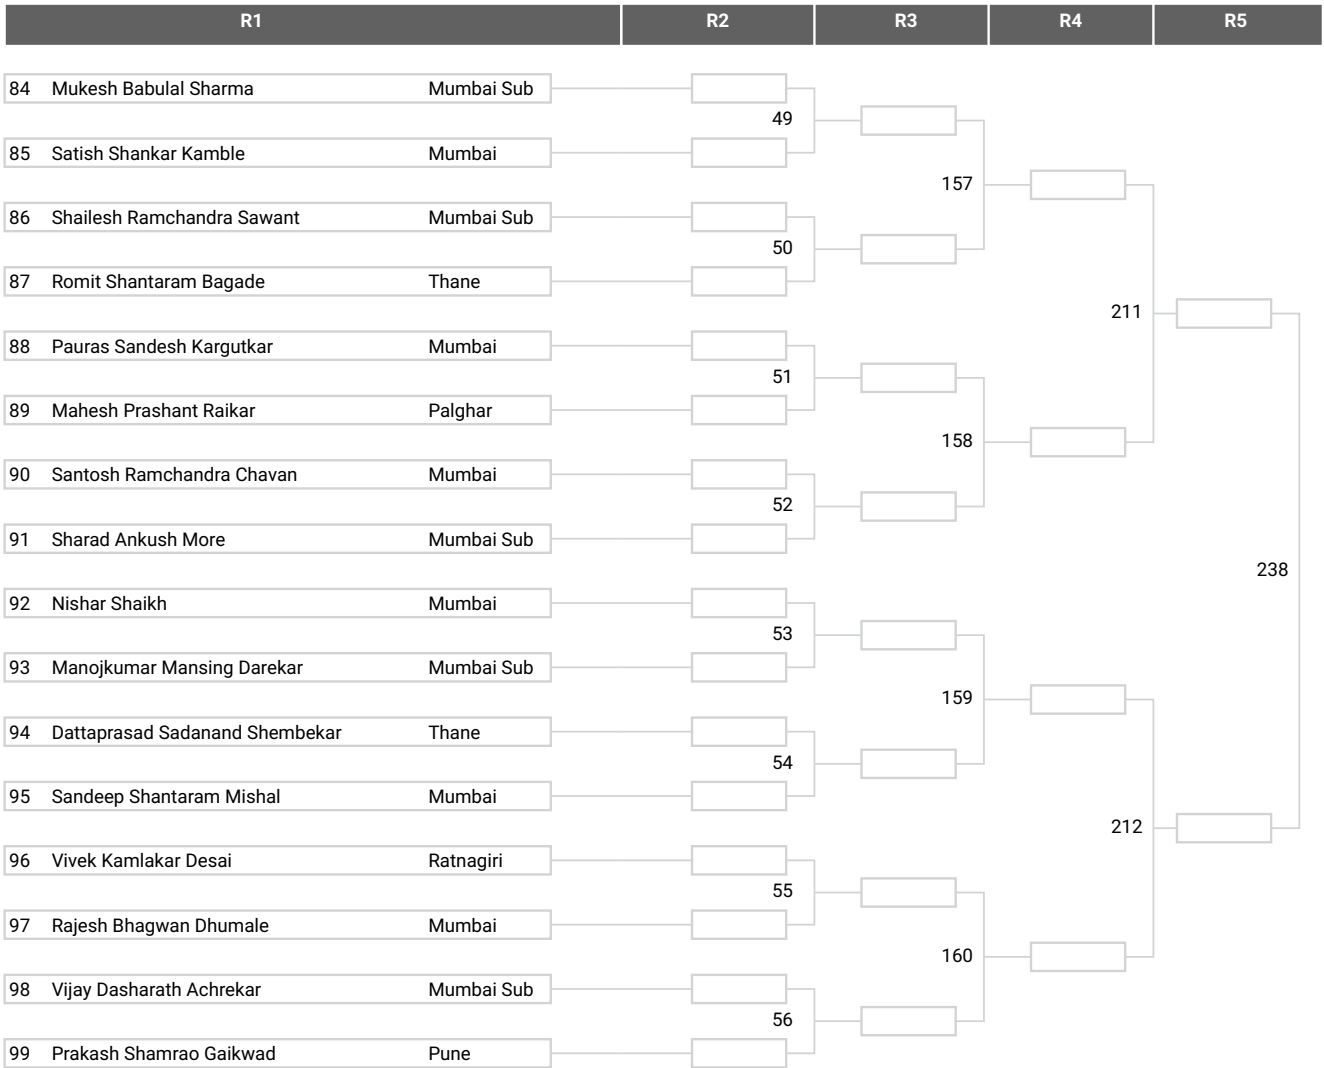 R1 R2 R3 R4 R5
84 Mukesh Babulal Sharma Mumbai Sub
49
85 Satish Shankar Kamble Mumbai
157
86 Shailesh Ramchandra Sawant Mumbai Sub
50
87 Romit Shantaram Bagade Thane
211
88 Pauras Sandesh Kargutkar Mumbai
51
89 Mahesh Prashant Raikar Palghar
158
90 Santosh Ramchandra Chavan Mumbai
52
91 Sharad Ankush More Mumbai Sub
238
92 Nishar Shaikh Mumbai
53
93 Manojkumar Mansing Darekar Mumbai Sub
159
94 Dattaprasad Sadanand Shembekar Thane
54
95 Sandeep Shantaram Mishal Mumbai
212
96 Vivek Kamlakar Desai Ratnagiri
55
97 Rajesh Bhagwan Dhumale Mumbai
160
98 Vijay Dasharath Achrekar Mumbai Sub
56
99 Prakash Shamrao Gaikwad Pune